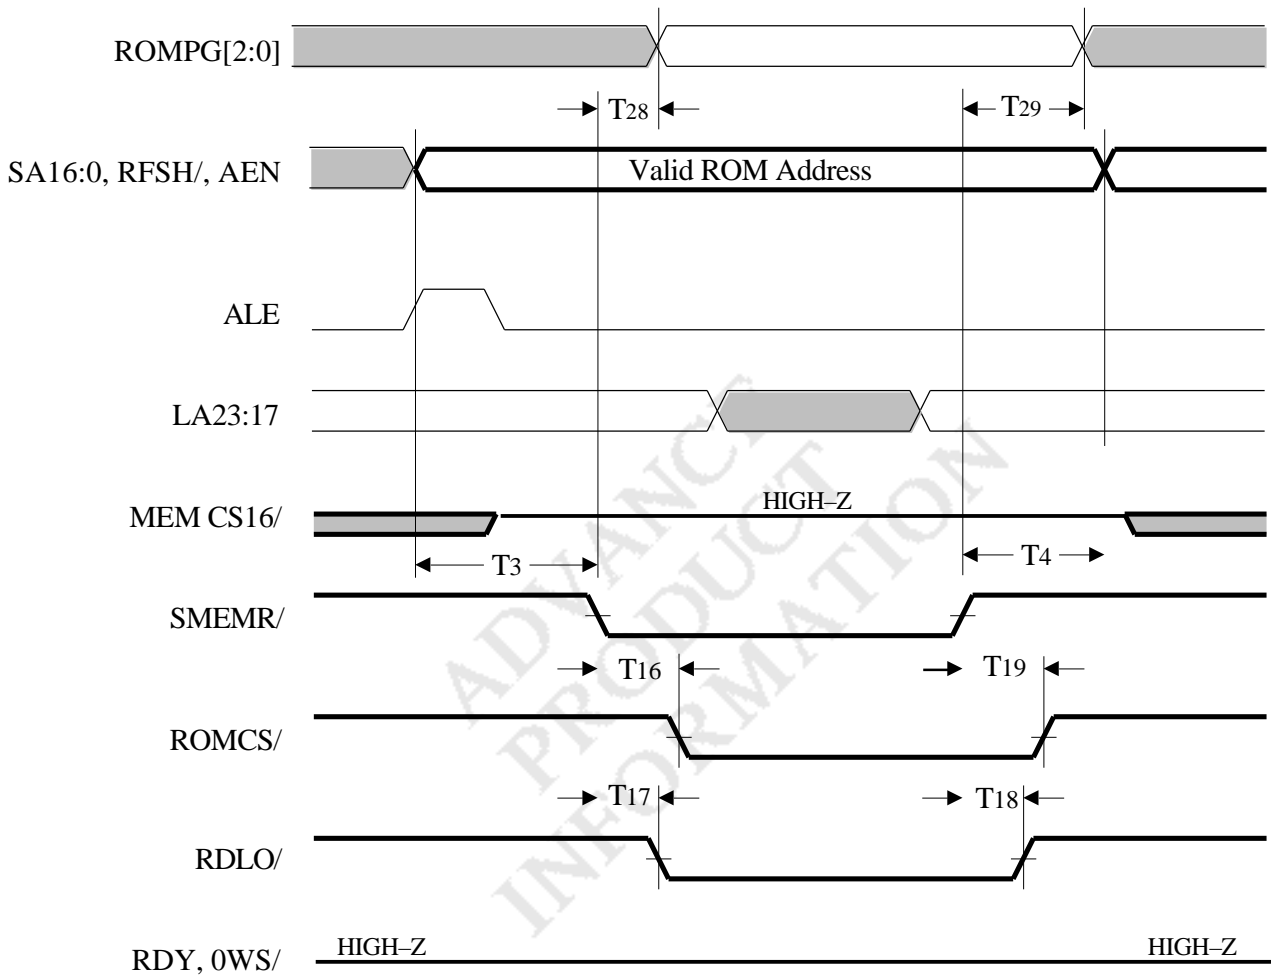 ROMPG[2:0]
T28
T29
SA16:0, RFSH/, AEN
Valid ROM Address
ALE
LA23:17
MEM CS16/
HIGH–Z
T3
T4
SMEMR/
T16
T19
ROMCS/
T17
T18
RDLO/
RDY, 0WS/
HIGH–Z
HIGH–Z
ADVANCE
PRODUCT
INFORMATION